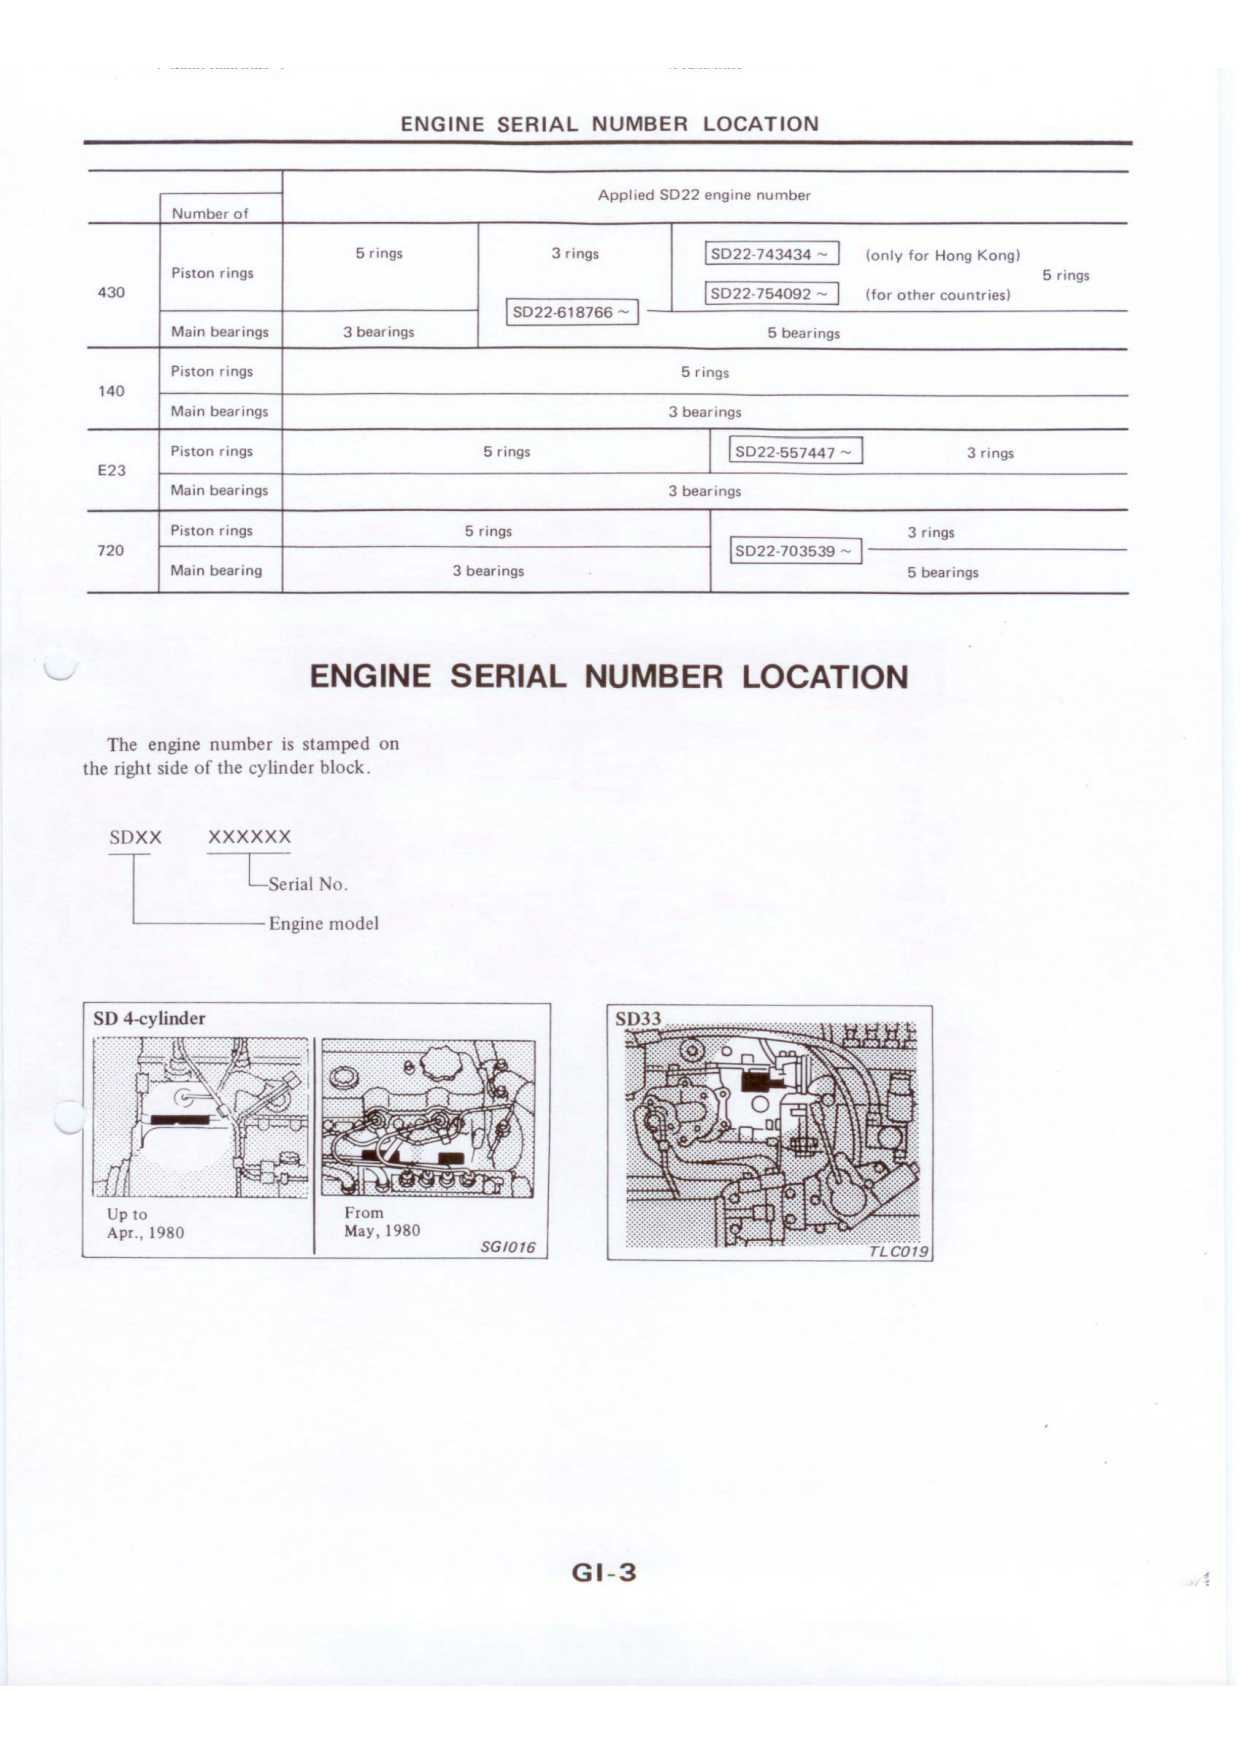 ENGINE SERIAL NUMBER LOCATION
Applied SD22 engine number
Number of
430
Piston rings
5 rings
3 rings
SD22-743434 ~ (only for Hong Kong)
5 rings
SD22-754092 ~ (for other countries)
SD22-618766 ~
Main bearings
3 bearings
5 bearings
140
Piston rings
5 rings
Main bearings
3 bearings
E23
Piston rings
5 rings
SD22-557447 ~
3 rings
Main bearings
3 bearings
720
Piston rings
5 rings
3 rings
SD22-703539 ~
Main bearing
3 bearings
5 bearings
ENGINE SERIAL NUMBER LOCATION
The engine number is stamped on
the right side of the cylinder block.
SDXX XXXXXX
Serial No.
Engine model
SD 4-cylinder
Up to
Apr., 1980
From
May, 1980
SGI016
SD33
TLC019
GI-3